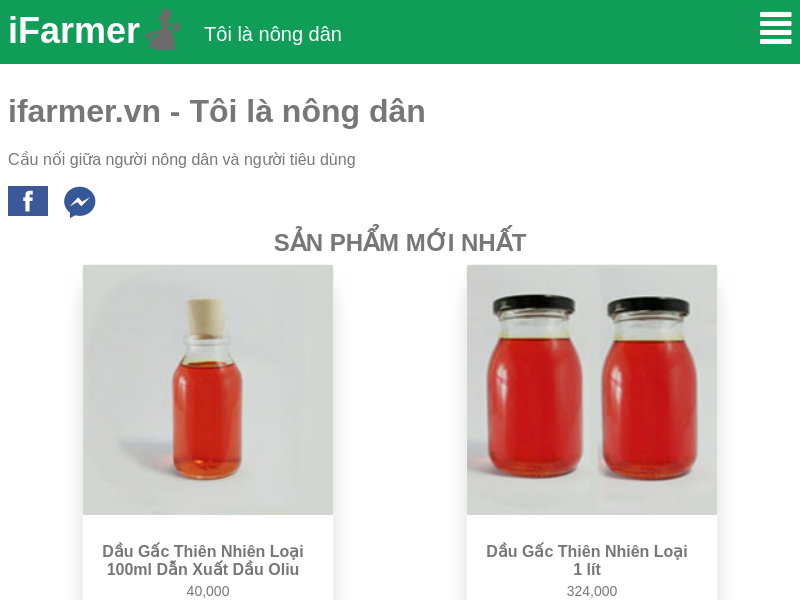 iFarmer Tôi là nông dân
ifarmer.vn - Tôi là nông dân
Cầu nối giữa người nông dân và người tiêu dùng
SẢN PHẨM MỚI NHẤT
Dầu Gấc Thiên Nhiên Loại
100ml Dẫn Xuất Dầu Oliu
40,000
Dầu Gấc Thiên Nhiên Loại
1 lít
324,000